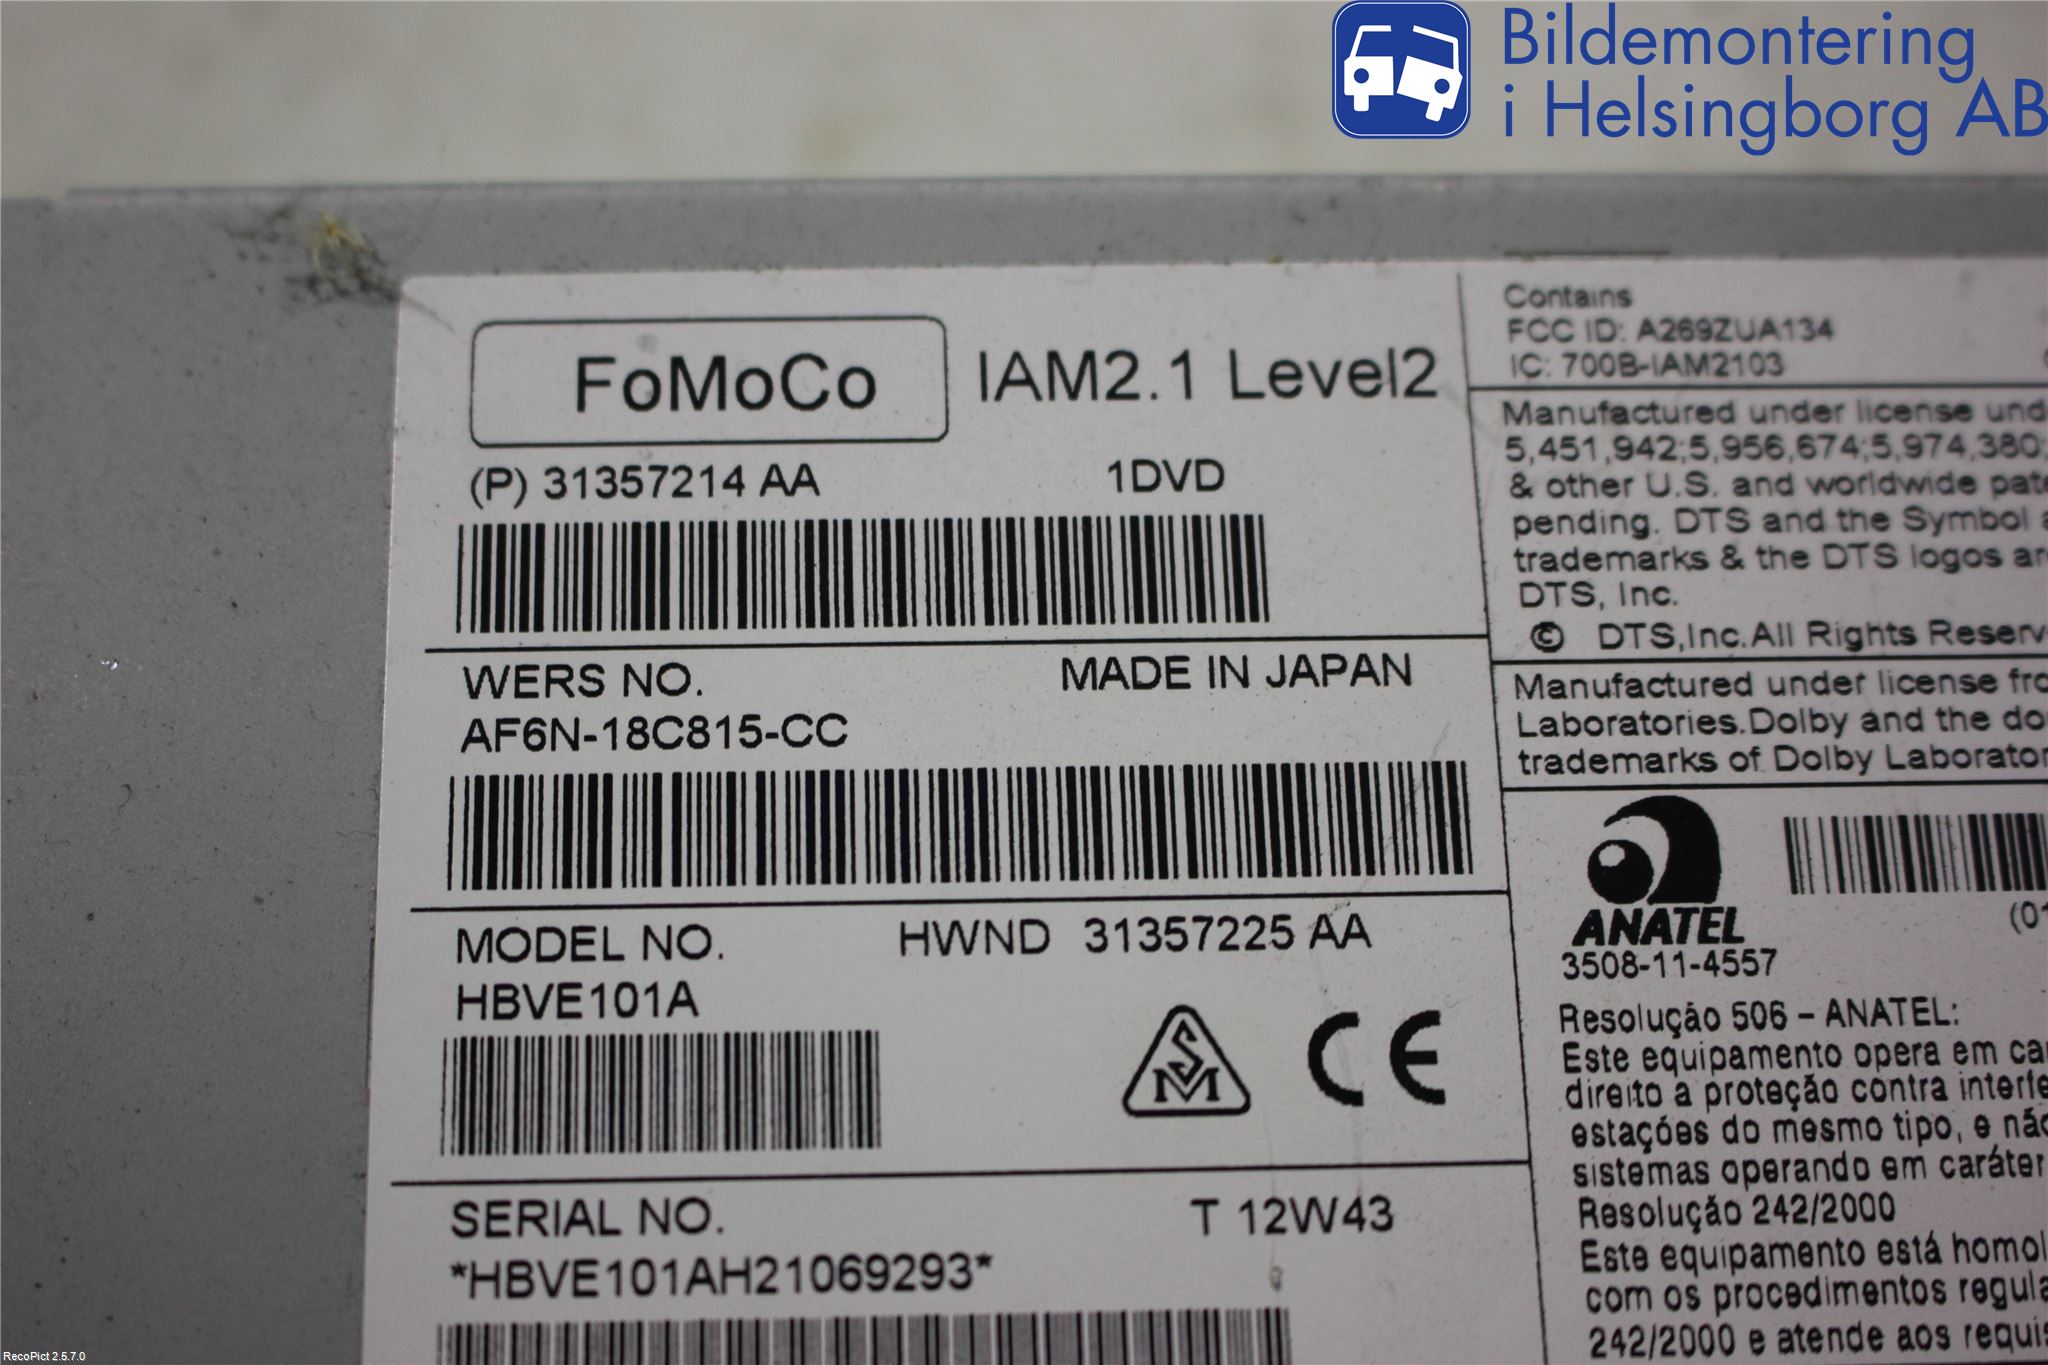 Bildemontering
i Helsingborg AB
FoMoCo
IAM2.1 Level2
(P) 31357214 AA 1DVD
WERS NO. MADE IN JAPAN
AF6N-18C815-CC
MODEL NO. HWND 31357225 AA
HBVE101A
SM
CE
SERIAL NO. T 12W43
*HBVE101AH21069293*
Contains
FCC ID: A269ZUA134
IC: 700B-IAM2103
Manufactured under license
5,451,942;5,956,674;5,974,380;
& other U.S. and worldwide
pending. DTS and the Symbol
trademarks & the DTS logos
DTS, Inc.
© DTS,Inc.All Rights
Manufactured under license
Laboratories.Dolby and the
trademarks of Dolby
ANATEL
(01
3508-11-4557
Resolução 506 – ANATEL:
Este equipamento opera em
direito a proteção contra
estações do mesmo tipo, e
sistemas operando em caráter
Resolução 242/2000
Este equipamento está
com os procedimentos
242/2000 e atende aos
RecoPict 2.5.7.0